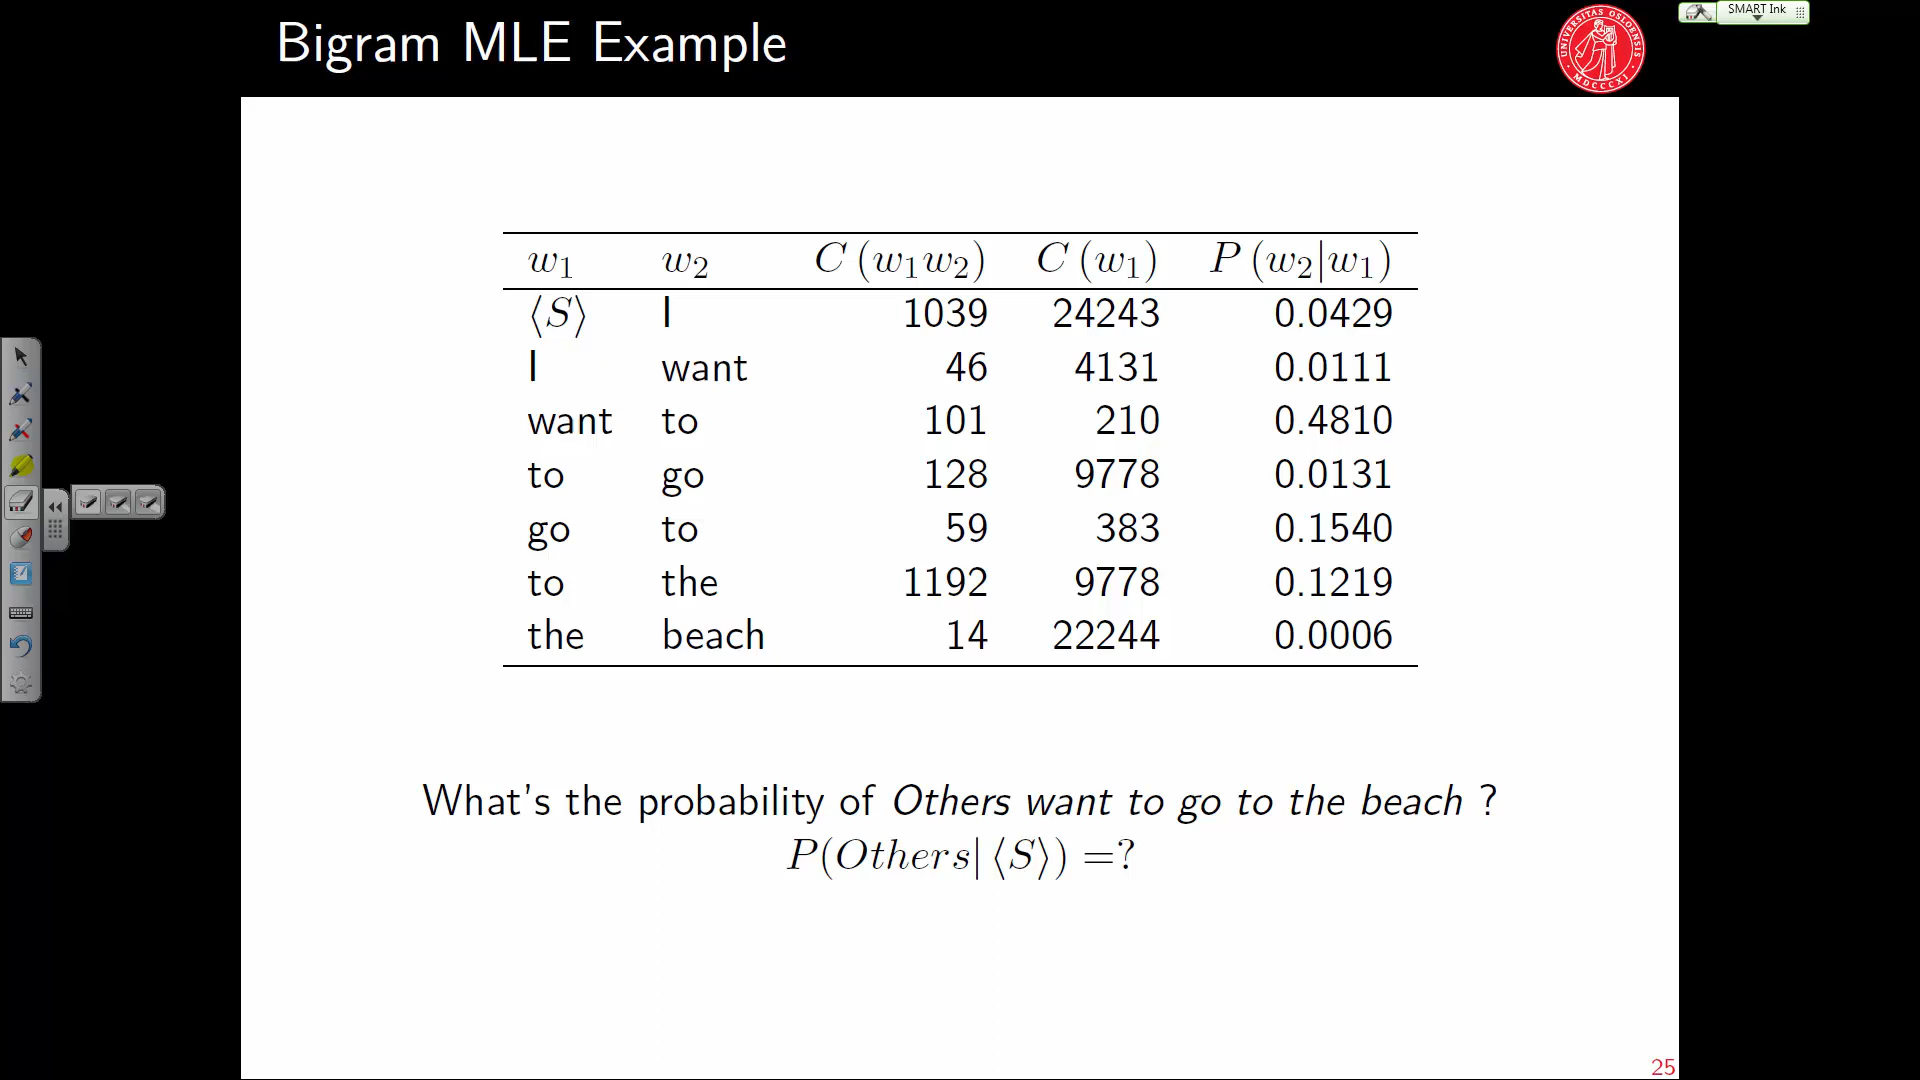 Bigram MLE Example
SMART Ink
UNIVERSITAS OSLOENSIS
MDCCCXI
w₁ w₂ C (w₁w₂) C (w₁) P (w₂|w₁)
⟨S⟩ I 1039 24243 0.0429
I want 46 4131 0.0111
want to 101 210 0.4810
to go 128 9778 0.0131
go to 59 383 0.1540
to the 1192 9778 0.1219
the beach 14 22244 0.0006
What's the probability of Others want to go to the beach ?
P(Others| ⟨S⟩) =?
25